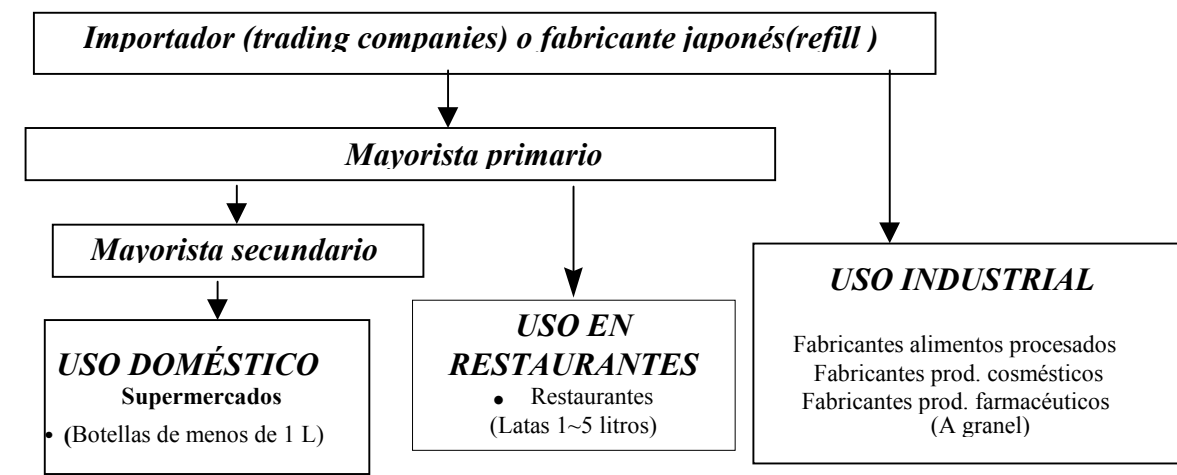 Importador (trading companies) o fabricante japonés(refill )
Mayorista primario
Mayorista secundario
USO DOMÉSTICO
Supermercados
• (Botellas de menos de 1 L)
USO EN
RESTAURANTES
• Restaurantes
(Latas 1~5 litros)
USO INDUSTRIAL
Fabricantes alimentos procesados
Fabricantes prod. cosmésticos
Fabricantes prod. farmacéuticos
(A granel)